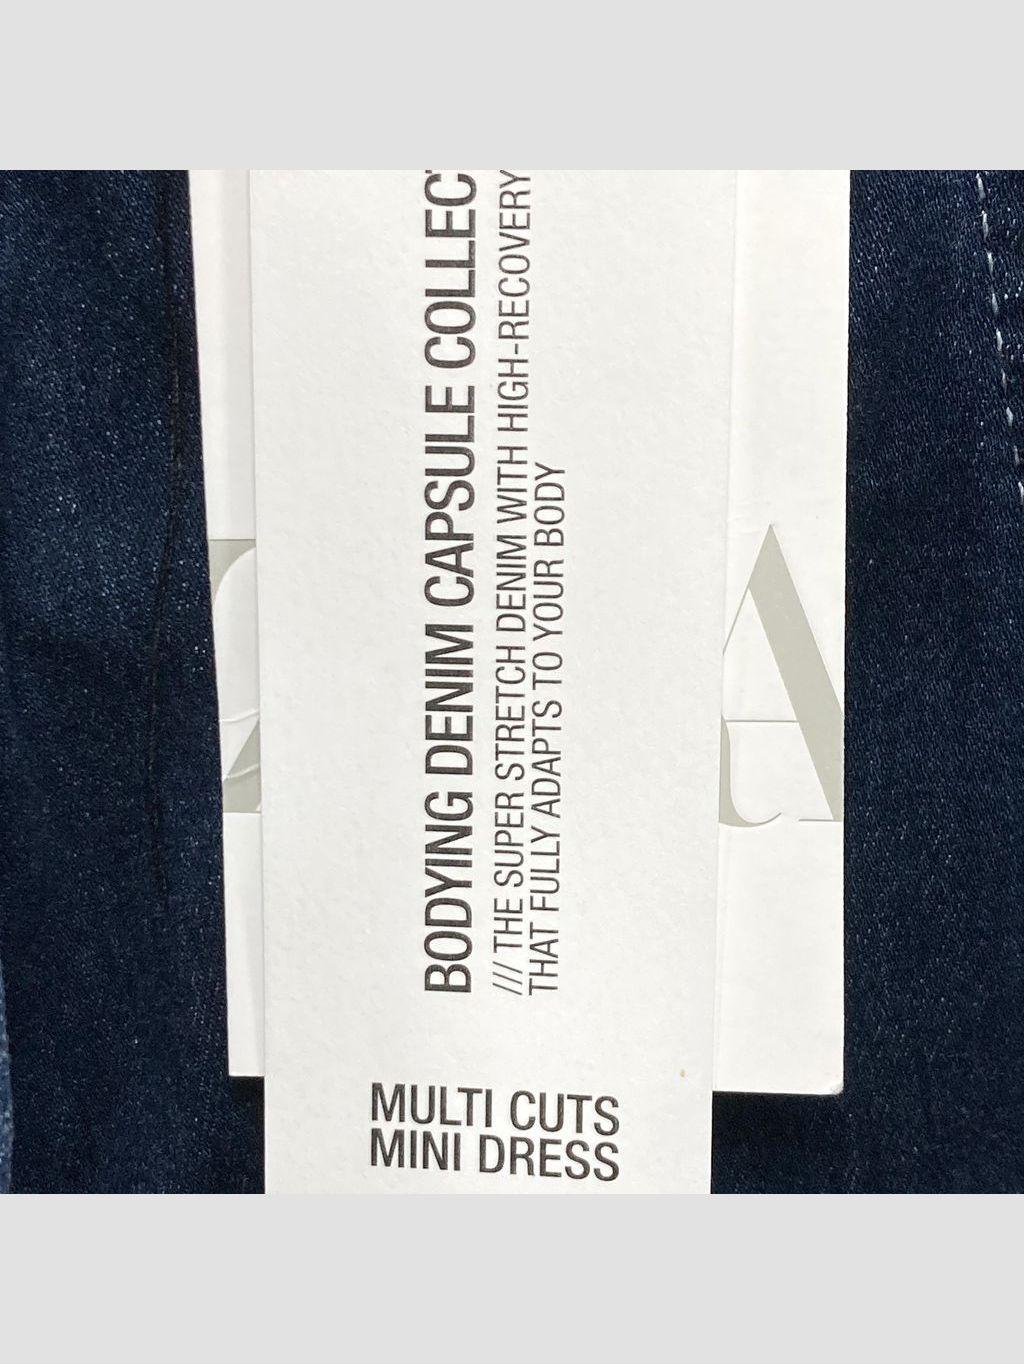 BODYING DENIM CAPSULE COLLEC
/// THE SUPER STRETCH DENIM WITH HIGH-RECOVERY
THAT FULLY ADAPTS TO YOUR BODY
MULTI CUTS
MINI DRESS
A